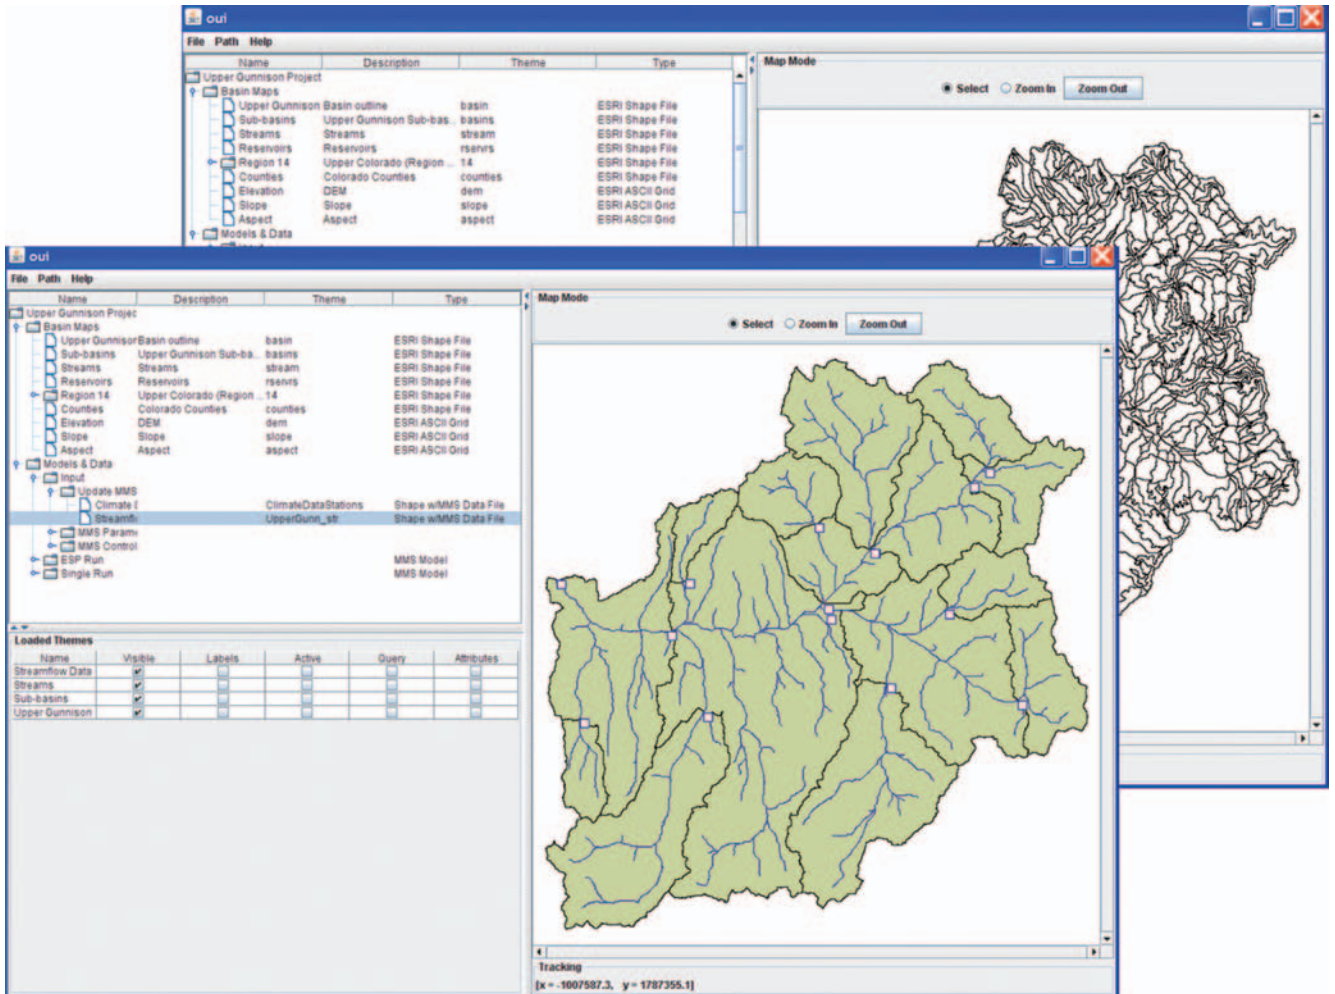 oui
File Path Help
Name Description Theme Type
Upper Gunnison Project
Basin Maps
Upper Gunnison Basin outline basin ESRI Shape File
Sub-basins Upper Gunnison Sub-bas... basins ESRI Shape File
Streams Streams stream ESRI Shape File
Reservoirs Reservoirs rservrs ESRI Shape File
Region 14 Upper Colorado (Region ... 14 ESRI Shape File
Counties Colorado Counties counties ESRI Shape File
Elevation DEM dem ESRI ASCII Grid
Slope Slope slope ESRI ASCII Grid
Aspect Aspect aspect ESRI ASCII Grid
Models & Data
Map Mode
Select Zoom In Zoom Out
oui
File Path Help
Name Description Theme Type
Upper Gunnison Projec
Basin Maps
Upper Gunnisor Basin outline basin ESRI Shape File
Sub-basins Upper Gunnison Sub-ba... basins ESRI Shape File
Streams Streams stream ESRI Shape File
Reservoirs Reservoirs rservrs ESRI Shape File
Region 14 Upper Colorado (Region ... 14 ESRI Shape File
Counties Colorado Counties counties ESRI Shape File
Elevation DEM dem ESRI ASCII Grid
Slope Slope slope ESRI ASCII Grid
Aspect Aspect aspect ESRI ASCII Grid
Models & Data
Input
Update MMS
Climate ClimateDataStations Shape w/MMS Data File
Streamfl UpperGunn_str Shape w/MMS Data File
MMS Param
MMS Control
ESP Run MMS Model
Single Run MMS Model
Loaded Themes
Name Visible Labels Active Query Attributes
Streamflow Data
Streams
Sub-basins
Upper Gunnison
Map Mode
Select Zoom In Zoom Out
Tracking
[x = -1007587.3, y = 1787355.1]